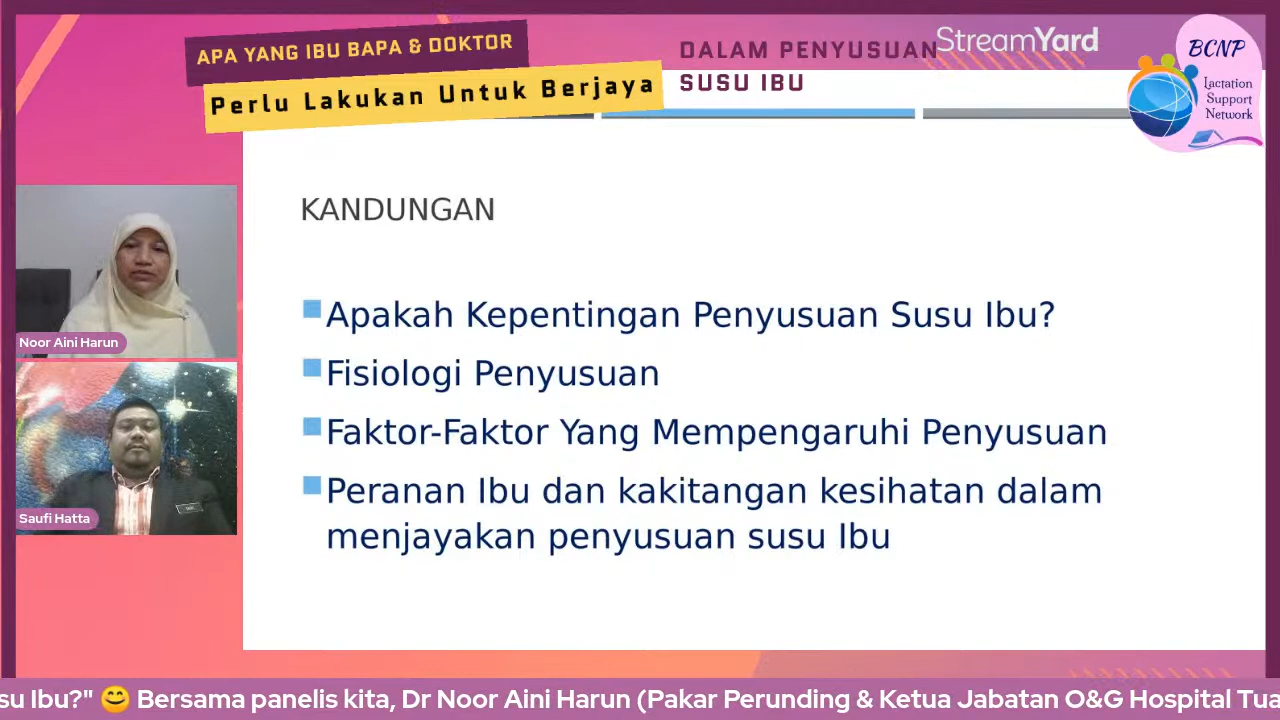 APA YANG IBU BAPA & DOKTOR
Perlu Lakukan Untuk Berjaya
DALAM PENYUSUAN
SUSU IBU
StreamYard
BCNP
Lactation
Support
Network
KANDUNGAN
Apakah Kepentingan Penyusuan Susu Ibu?
Fisiologi Penyusuan
Faktor-Faktor Yang Mempengaruhi Penyusuan
Peranan Ibu dan kakitangan kesihatan dalam
menjayakan penyusuan susu Ibu
Noor Aini Harun
Saufi Hatta
su Ibu?" 😊 Bersama panelis kita, Dr Noor Aini Harun (Pakar Perunding & Ketua Jabatan O&G Hospital Tua